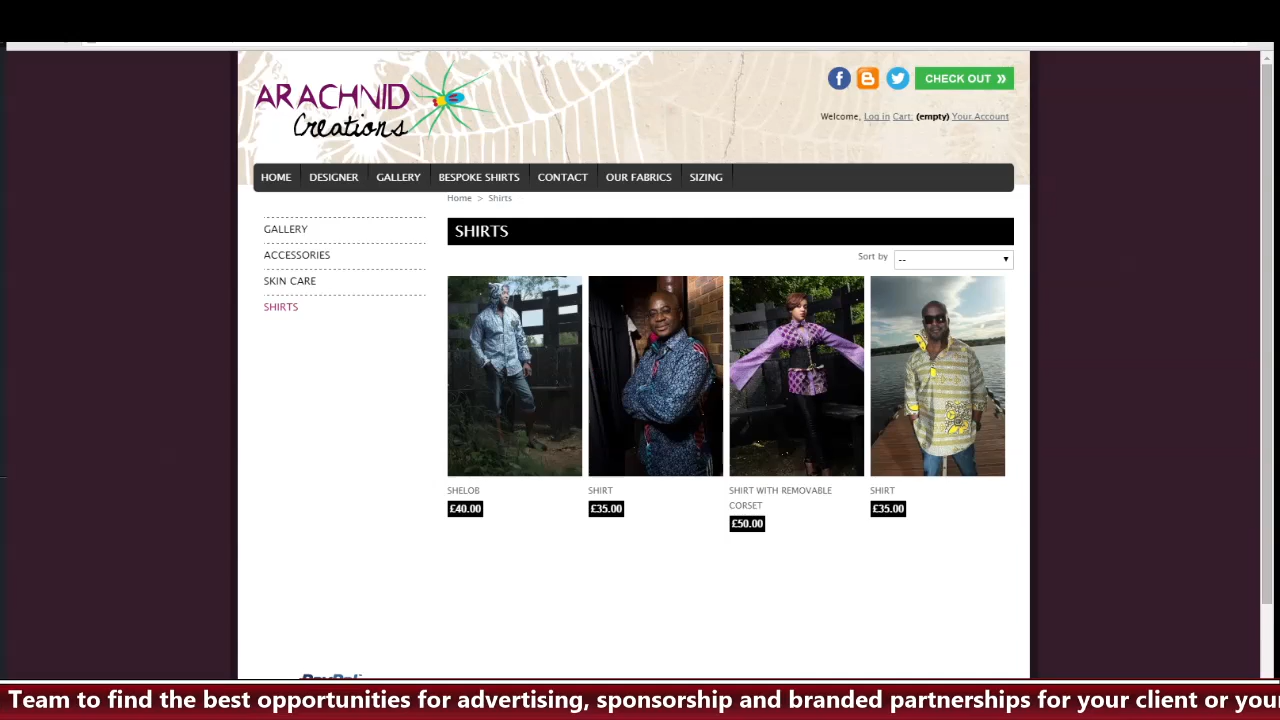 ARACHNID
Creations
f
CHECK OUT »
Welcome, Log in Cart: (empty) Your Account
HOME DESIGNER GALLERY BESPOKE SHIRTS CONTACT OUR FABRICS SIZING
Home > Shirts
GALLERY
ACCESSORIES
SKIN CARE
SHIRTS
SHIRTS
Sort by --
SHELOB
£40.00
SHIRT
£35.00
SHIRT WITH REMOVABLE
CORSET
£50.00
SHIRT
£35.00
PayPal
Team to find the best opportunities for advertising, sponsorship and branded partnerships for your client or you